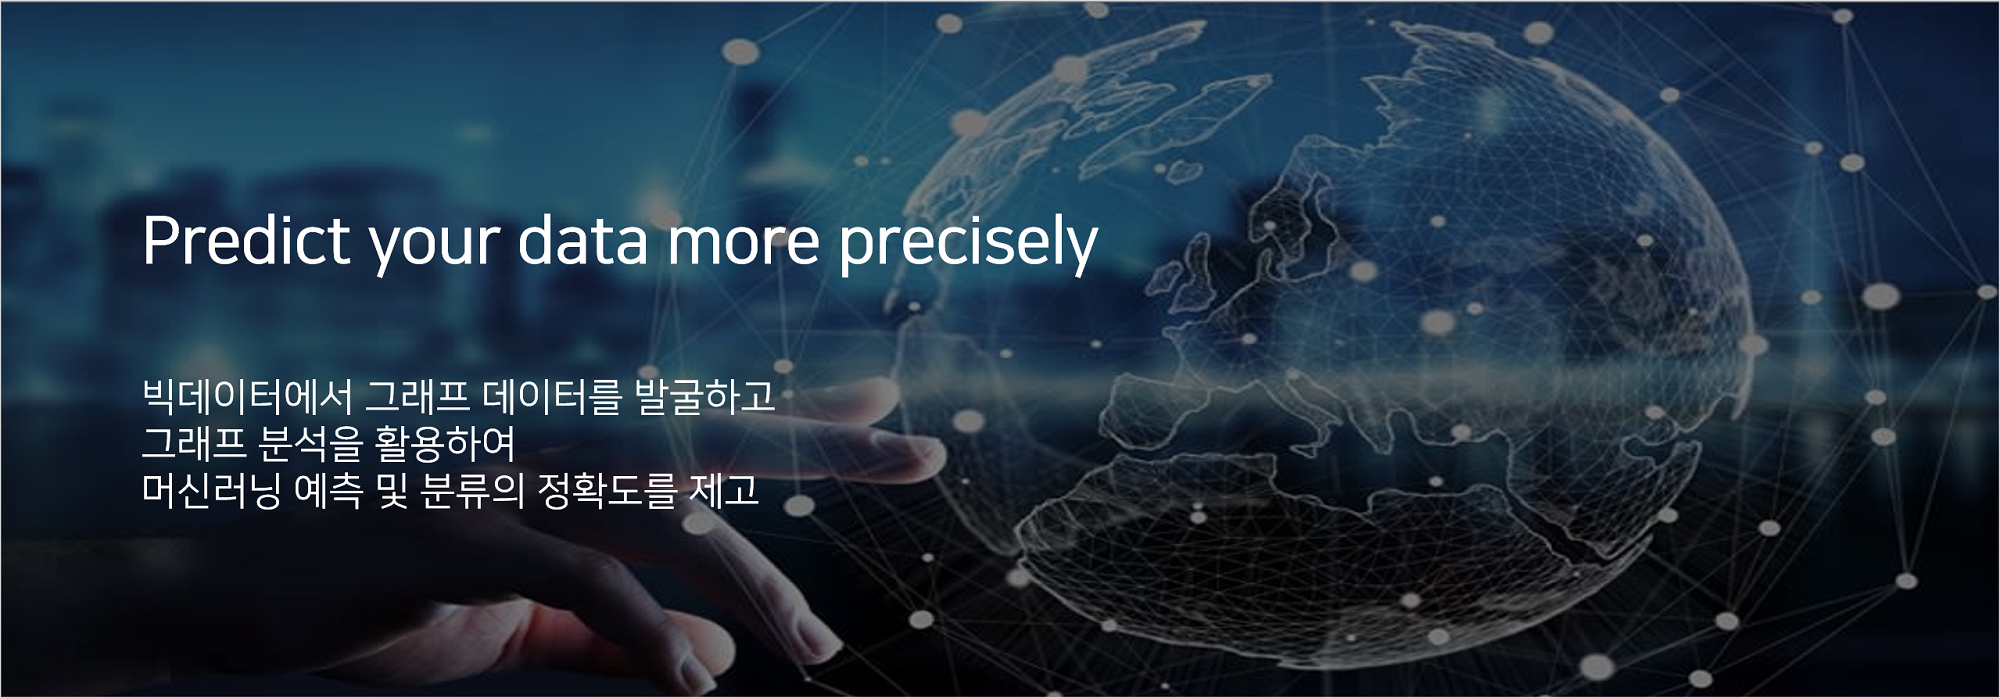 Predict your data more precisely
빅데이터에서 그래프 데이터를 발굴하고
그래프 분석을 활용하여
머신러닝 예측 및 분류의 정확도를 제고